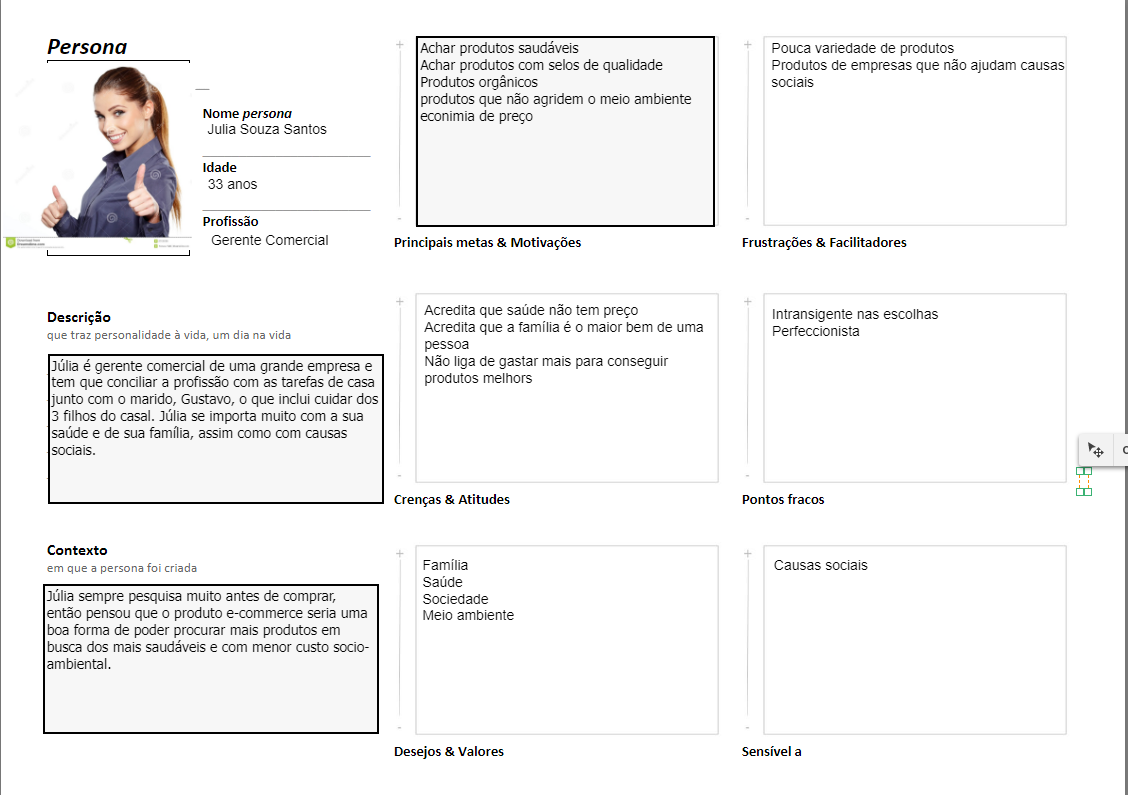 Persona
Nome persona
Julia Souza Santos
Idade
33 anos
Profissão
Gerente Comercial
Achar produtos saudáveis
Achar produtos com selos de qualidade
Produtos orgânicos
produtos que não agridem o meio ambiente
econimia de preço
Principais metas & Motivações
Pouca variedade de produtos
Produtos de empresas que não ajudam causas
sociais
Frustrações & Facilitadores
Descrição
que traz personalidade à vida, um dia na vida
Júlia é gerente comercial de uma grande empresa e
tem que conciliar a profissão com as tarefas de casa
junto com o marido, Gustavo, o que inclui cuidar dos
3 filhos do casal. Júlia se importa muito com a sua
saúde e de sua família, assim como com causas
sociais.
Acredita que saúde não tem preço
Acredita que a família é o maior bem de uma
pessoa
Não liga de gastar mais para conseguir
produtos melhors
Crenças & Atitudes
Intransigente nas escolhas
Perfeccionista
Pontos fracos
Contexto
em que a persona foi criada
Júlia sempre pesquisa muito antes de comprar,
então pensou que o produto e-commerce seria uma
boa forma de poder procurar mais produtos em
busca dos mais saudáveis e com menor custo socio-
ambiental.
Família
Saúde
Sociedade
Meio ambiente
Desejos & Valores
Causas sociais
Sensível a